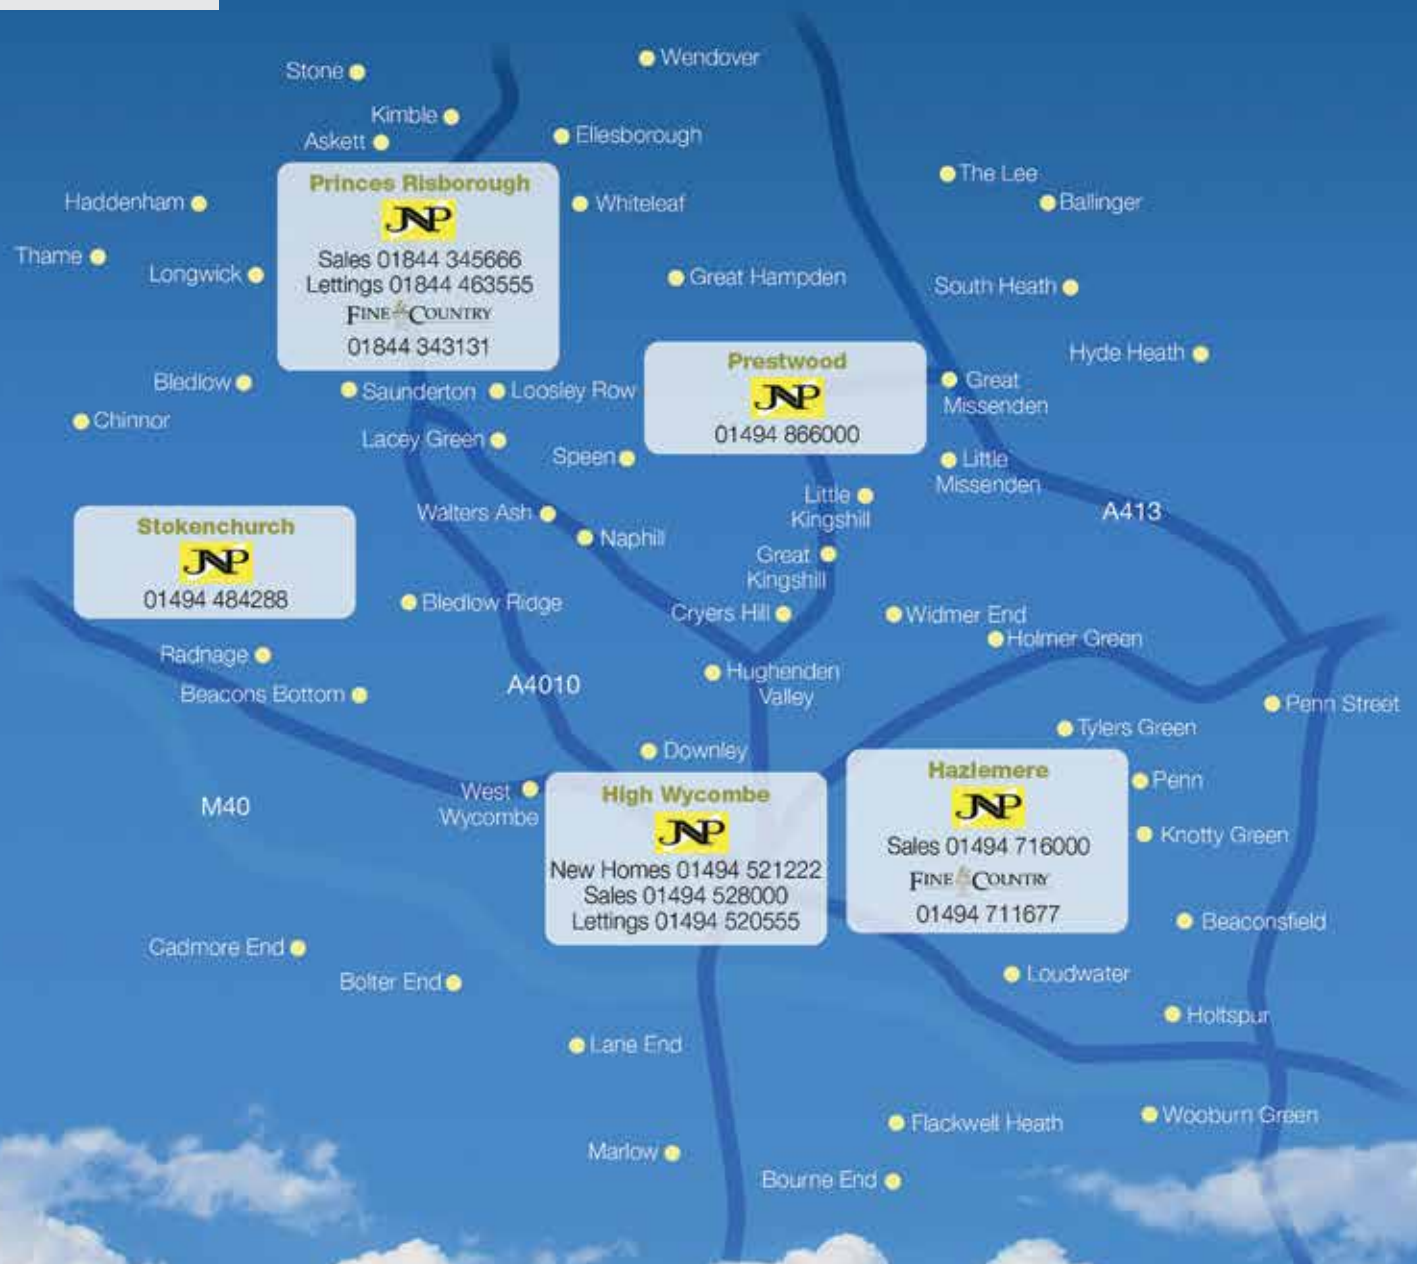 Stone
Wendover
Kimble
Askett
Ellesborough
Princes Risborough
JNP
Sales 01844 345666
Lettings 01844 463555
FINE & COUNTRY
01844 343131
Haddenham
Whiteleaf
The Lee
Ballinger
Thame
Longwick
Great Hampden
South Heath
Hyde Heath
Prestwood
JNP
01494 866000
Great
Missenden
Bledlow
Saunderton
Loosley Row
Chinnor
Lacey Green
Speen
Little
Missenden
Little
Kingshill
A413
Walters Ash
Naphill
Stokenchurch
JNP
01494 484288
Great
Kingshill
Bledlow Ridge
Cryers Hill
Widmer End
Holmer Green
Radnage
Beacons Bottom
A4010
Hughenden
Valley
Penn Street
Tylers Green
Downley
M40
West
Wycombe
High Wycombe
JNP
New Homes 01494 521222
Sales 01494 528000
Lettings 01494 520555
Hazlemere
JNP
Sales 01494 716000
FINE & COUNTRY
01494 711677
Penn
Knotty Green
Beaconsfield
Cadmore End
Bolter End
Loudwater
Holtspur
Lane End
Flackwell Heath
Wooburn Green
Marlow
Bourne End